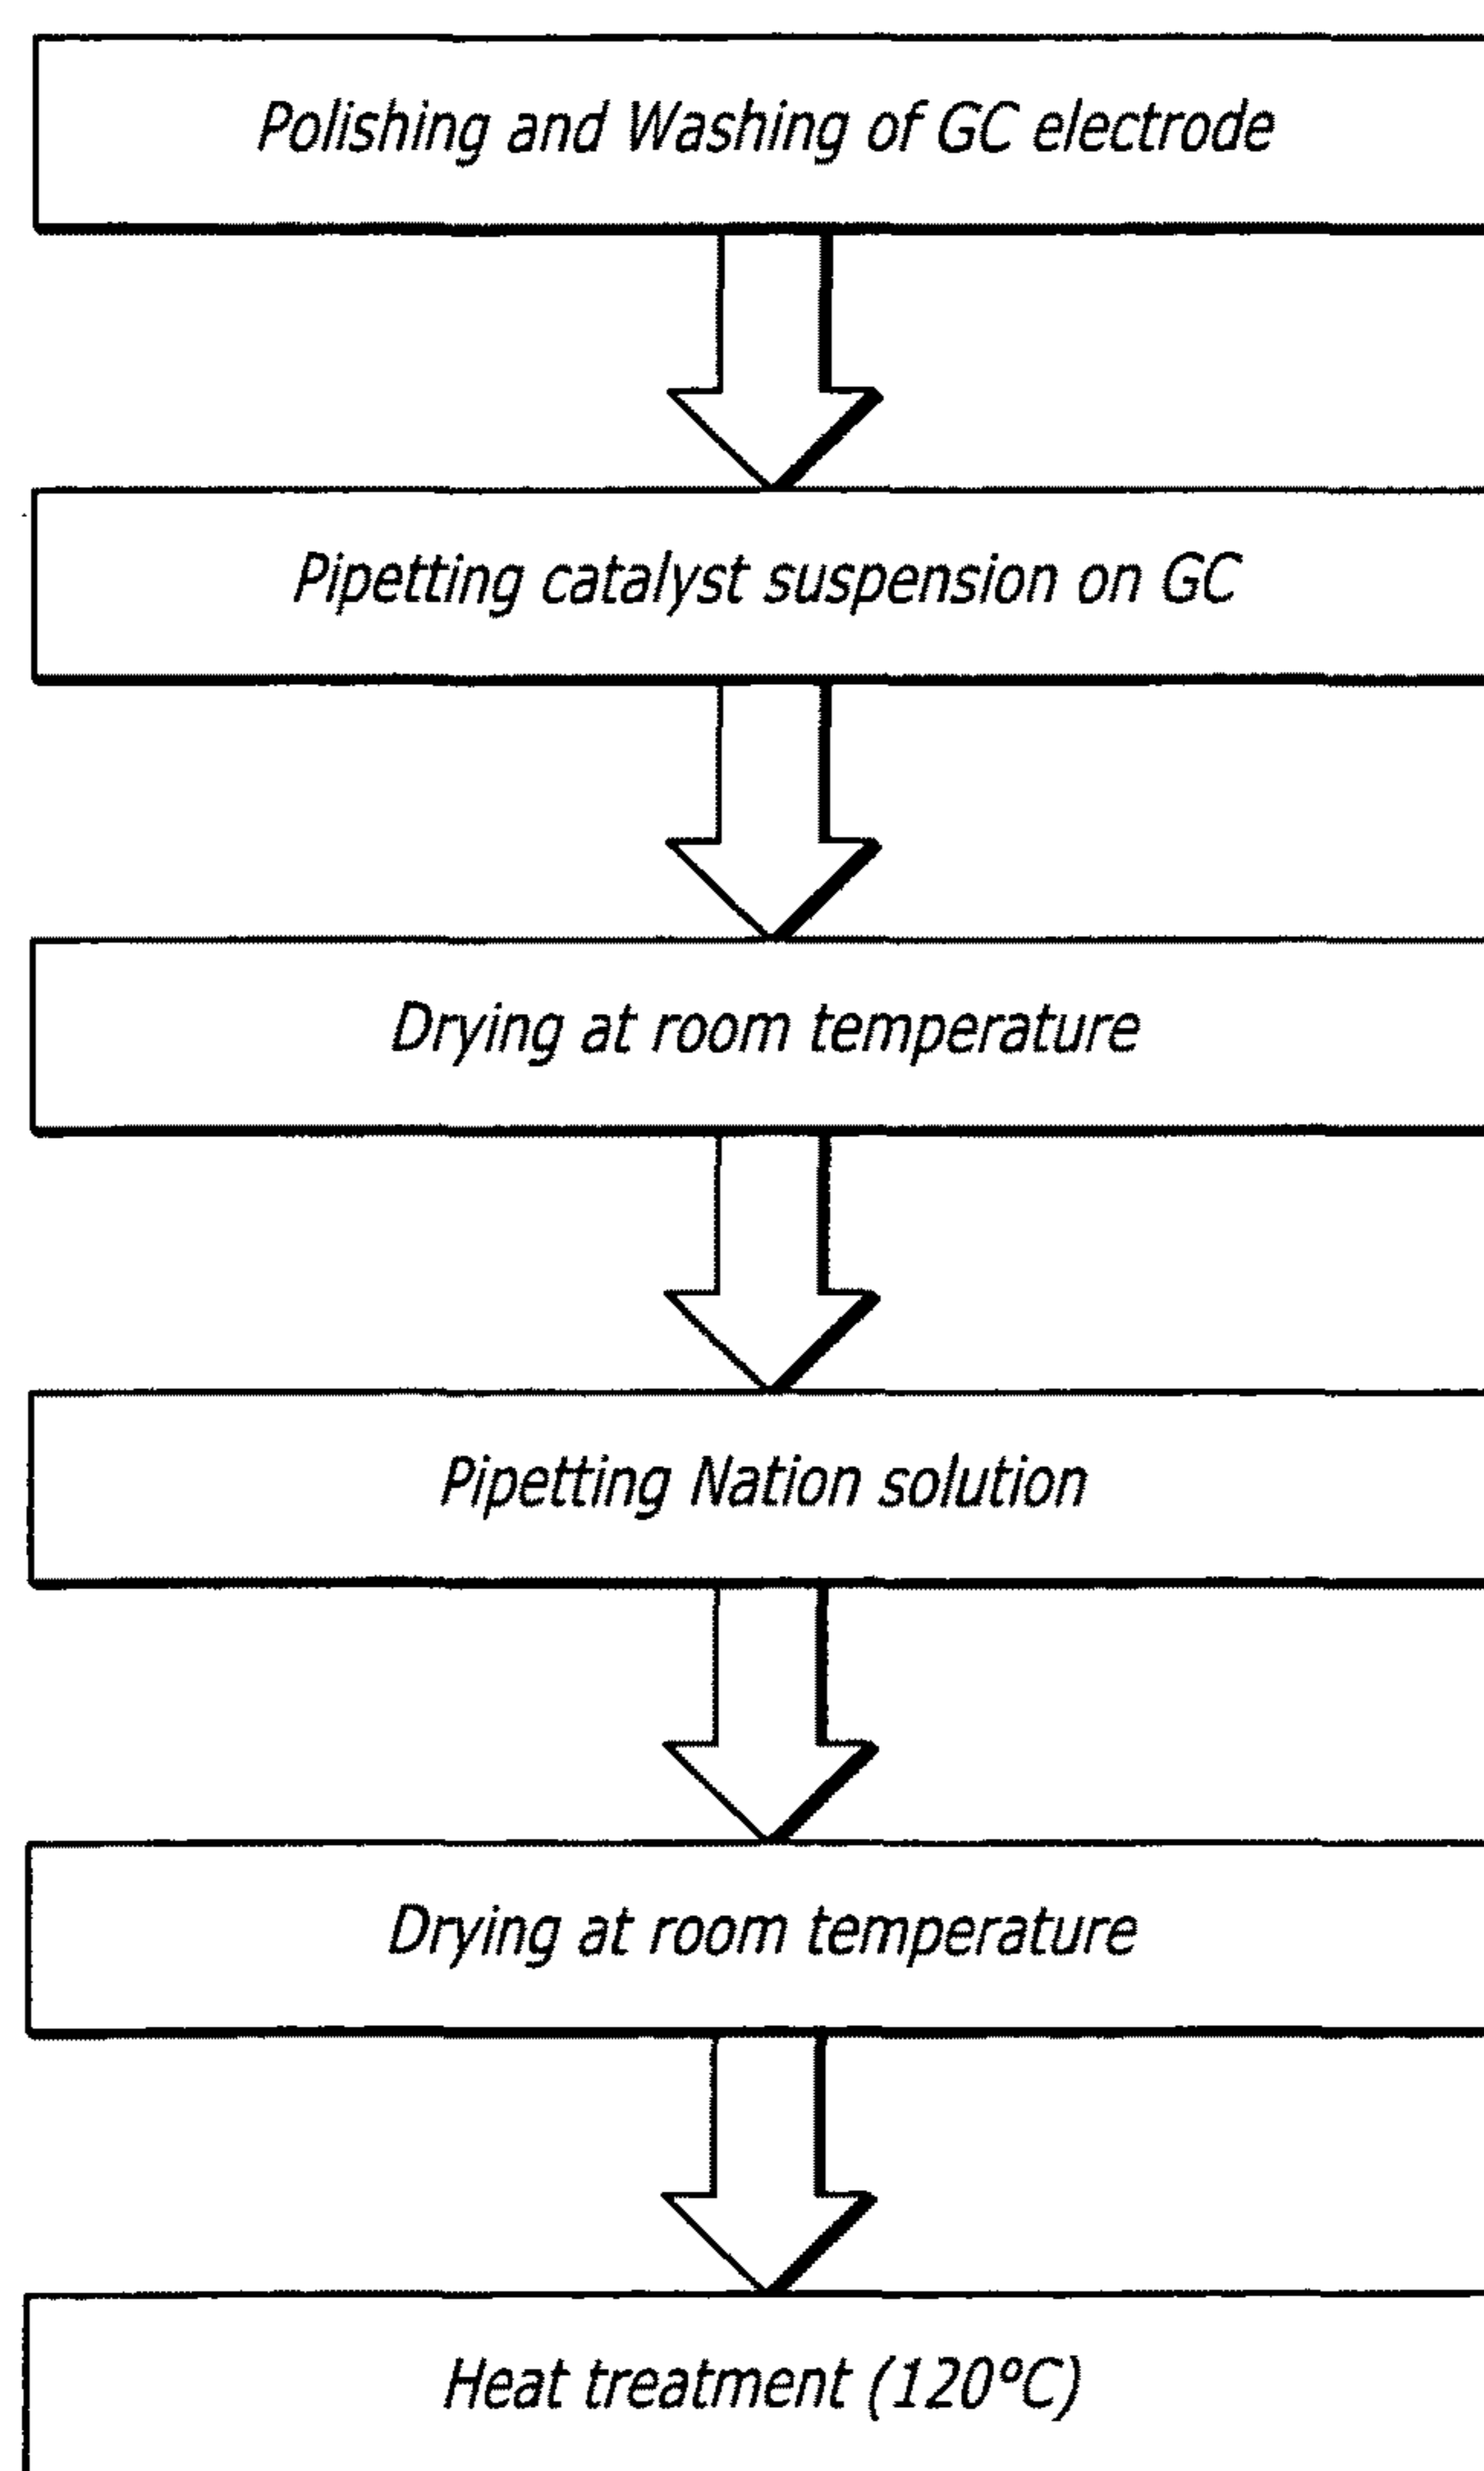 Polishing and Washing of GC electrode
Pipetting catalyst suspension on GC
Drying at room temperature
Pipetting Nation solution
Drying at room temperature
Heat treatment (120ºC)